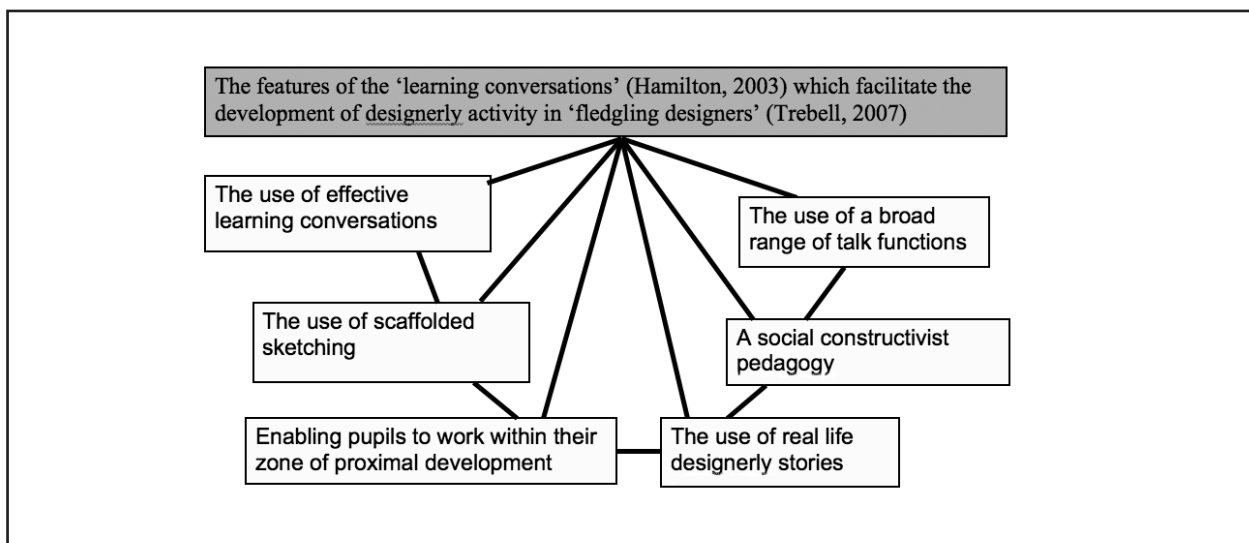 The features of the ‘learning conversations’ (Hamilton, 2003) which facilitate the
development of designerly activity in ‘fledgling designers’ (Trebell, 2007)
The use of effective
learning conversations
The use of a broad
range of talk functions
The use of scaffolded
sketching
A social constructivist
pedagogy
Enabling pupils to work within their
zone of proximal development
The use of real life
designerly stories